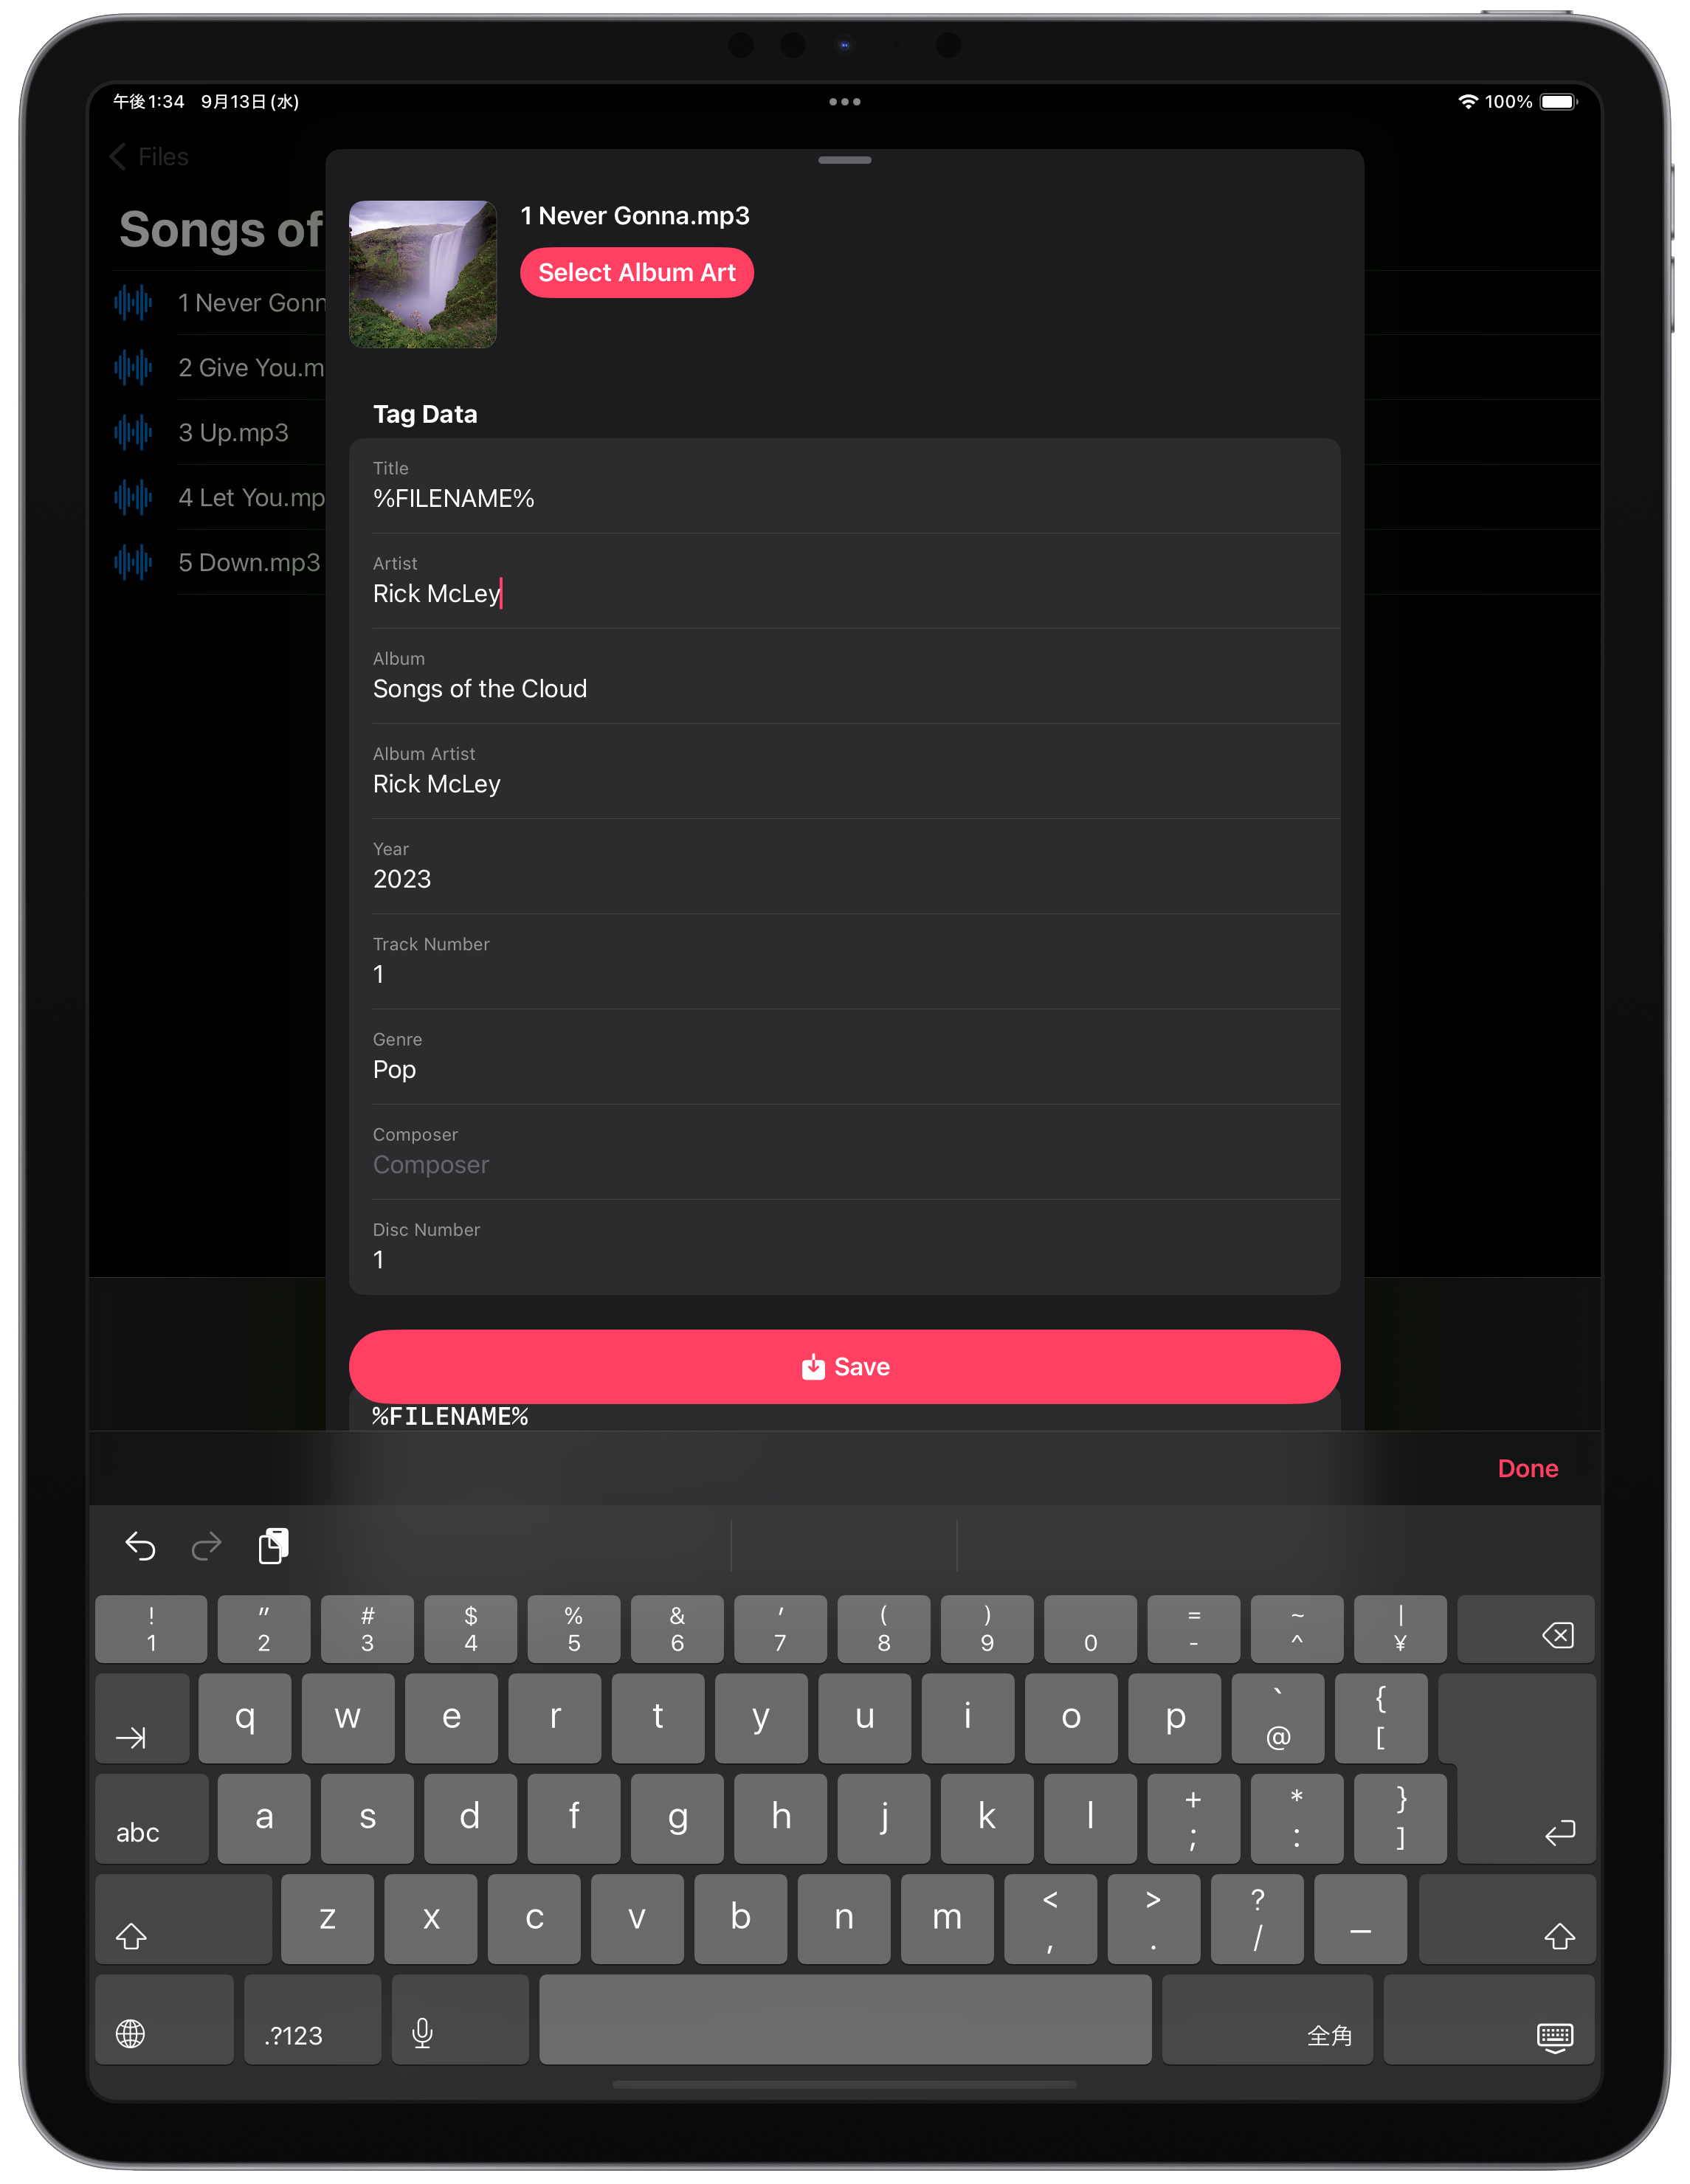 午後1:34 9月13日(水)
100%
Files
Songs of
1 Never Gonn
2 Give You.m
3 Up.mp3
4 Let You.mp
5 Down.mp3
1 Never Gonna.mp3
Select Album Art
Tag Data
Title
%FILENAME%
Artist
Rick McLey
Album
Songs of the Cloud
Album Artist
Rick McLey
Year
2023
Track Number
1
Genre
Pop
Composer
Composer
Disc Number
1
Save
%FILENAME%
Done
! " # $ % & ' ( ) = ~ |
1 2 3 4 5 6 7 8 9 0 - ^ ¥
q w e r t y u i o p ` @ { [
abc a s d f g h j k l + ; * : } ]
z x c v b n m < , > . ? / _
.?123 全角